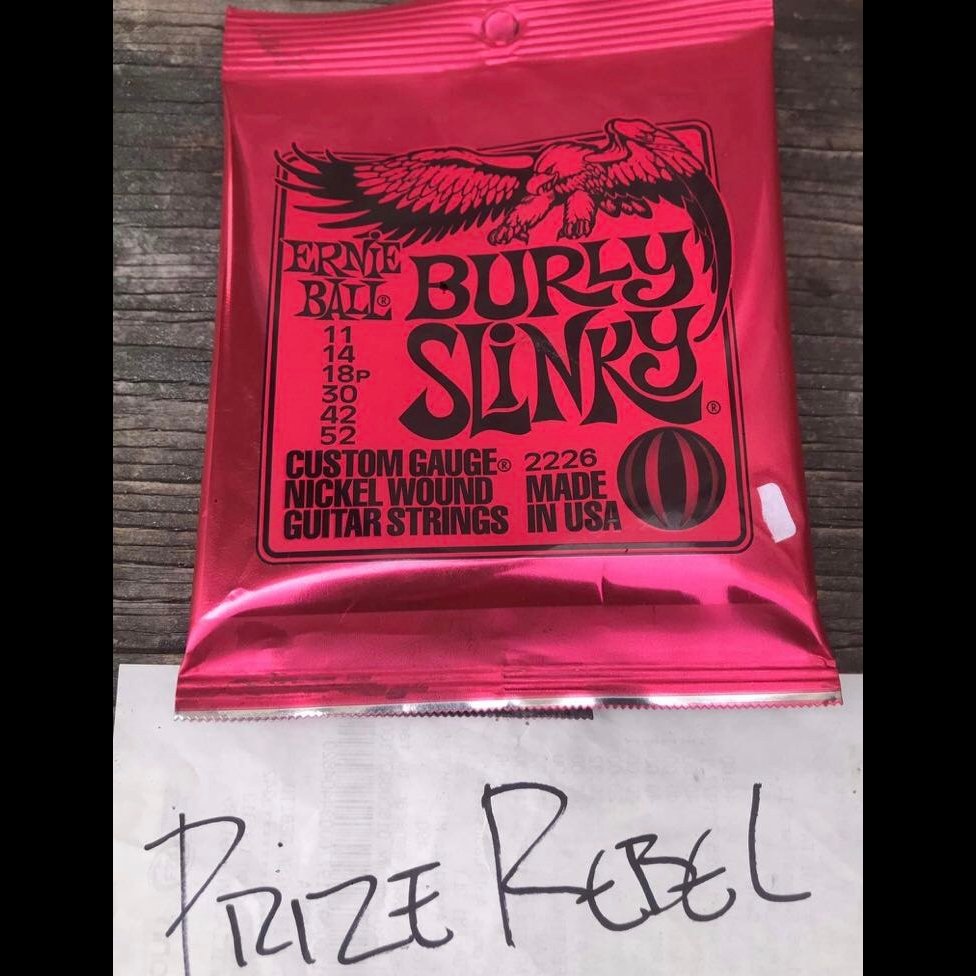 ERNIE
BALL®
BURLY
SLINKY®
11
14
18P
30
42
52
CUSTOM GAUGE® 2226
NICKEL WOUND MADE
GUITAR STRINGS IN USA
PRIZE REBEL